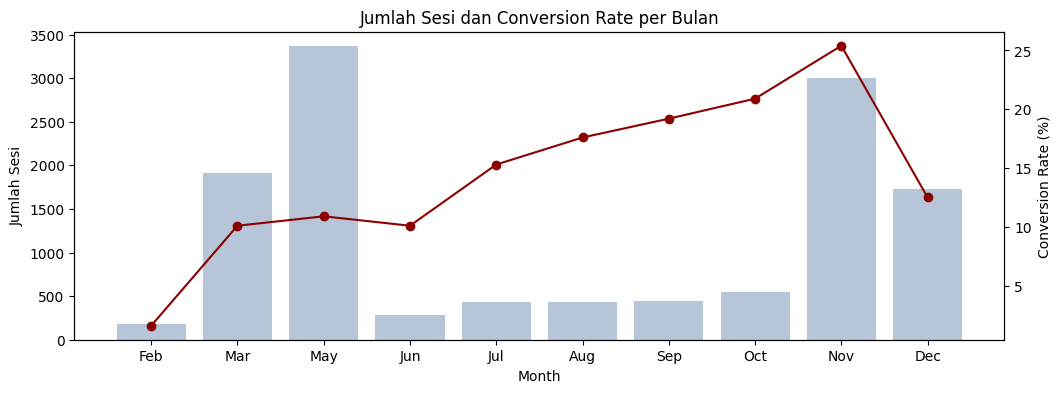 Jumlah Sesi dan Conversion Rate per Bulan
Jumlah Sesi
3500
3000
2500
2000
1500
1000
500
0
Feb Mar May Jun Jul Aug Sep Oct Nov Dec
Month
25
20
15
10
5
Conversion Rate (%)